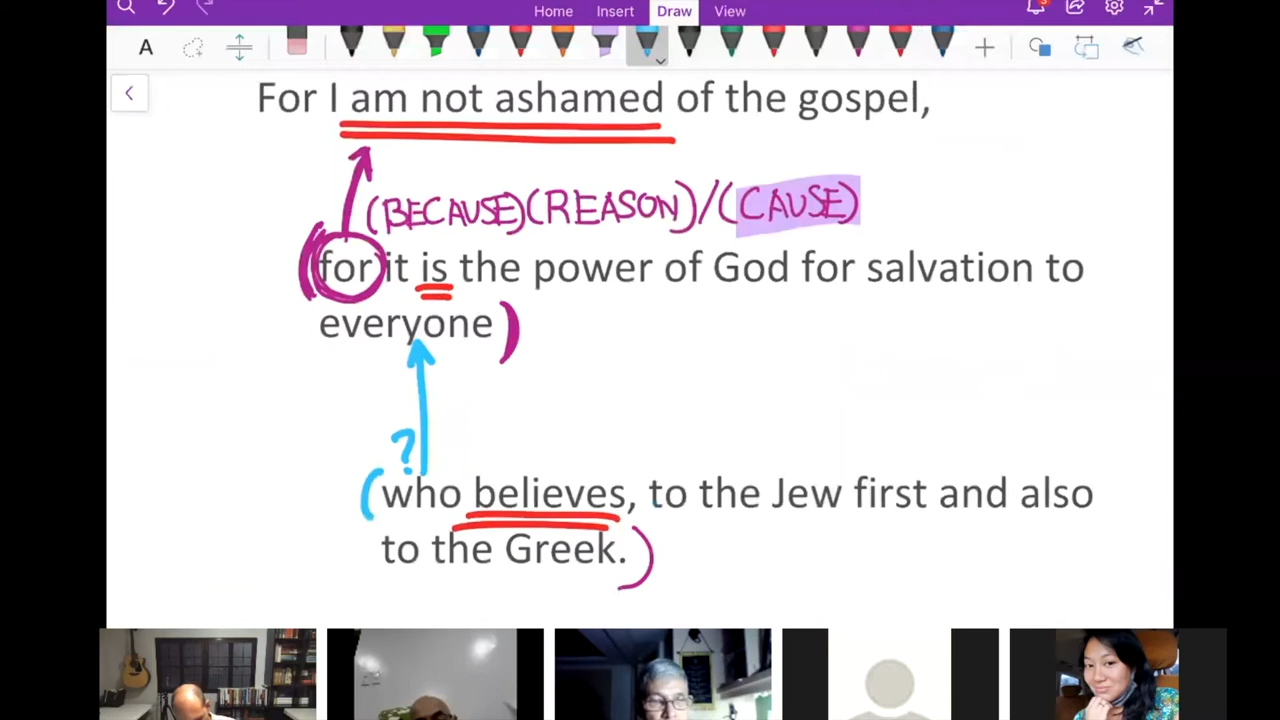 Home Insert Draw View
A
For I am not ashamed of the gospel,
(BECAUSE)(REASON)/(CAUSE)
(for it is the power of God for salvation to
everyone)
?
(who believes, to the Jew first and also
to the Greek.)